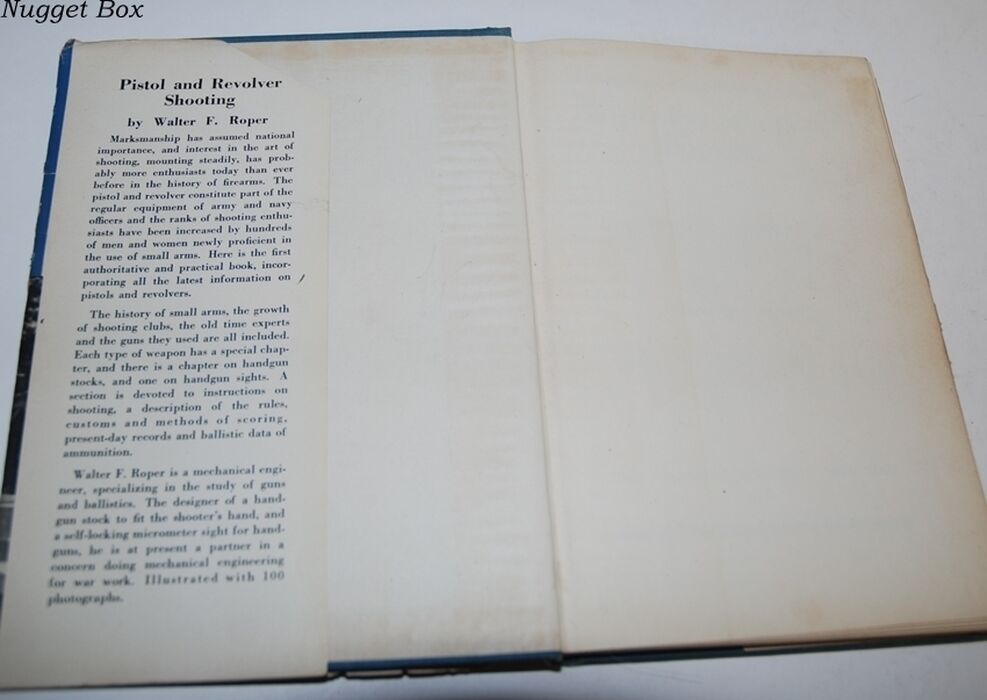 Nugget Box
Pistol and Revolver
Shooting
by Walter F. Roper
Marksmanship has assumed national
importance, and interest in the art of
shooting, mounting steadily, has prob-
ably more enthusiasts today than ever
before in the history of firearms. The
pistol and revolver constitute part of the
regular equipment of army and navy
officers and the ranks of shooting enthu-
siasts have been increased by hundreds
of men and women newly proficient in
the use of small arms. Here is the first
authoritative and practical book, incor-
porating all the latest information on
pistols and revolvers.
The history of small arms, the growth
of shooting clubs, the old time experts
and the guns they used are all included.
Each type of weapon has a special chap-
ter, and there is a chapter on handgun
stocks, and one on handgun sights. A
section is devoted to instructions on
shooting, a description of the rules,
customs and methods of scoring,
present-day records and ballistic data of
ammunition.
Walter F. Roper is a mechanical engi-
neer, specializing in the study of guns
and ballistics. The designer of a hand-
gun stock to fit the shooter's hand, and
a self-locking micrometer sight for hand-
guns, he is at present a partner in a
concern doing mechanical engineering
for war work. Illustrated with 100
photographs.